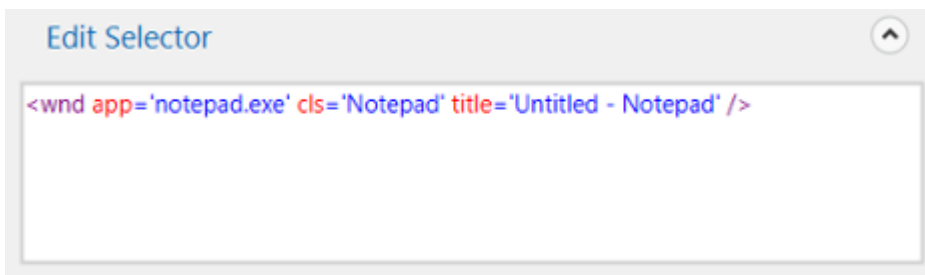 Edit Selector
<wnd app='notepad.exe' cls='Notepad' title='Untitled - Notepad' />